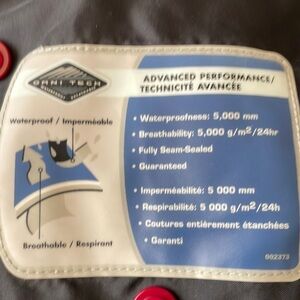 OMNI-TECH
ADVANCED PERFORMANCE/
TECHNICITÉ AVANCÉE
Waterproof / Imperméable
• Waterproofness: 5,000 mm
• Breathability: 5,000 g/m²/24hr
• Fully Seam-Sealed
• Guaranteed
• Imperméabilité: 5 000 mm
• Respirabilité: 5 000 g/m²/24h
• Coutures entièrement étanchées
• Garanti
Breathable / Respirant
002373